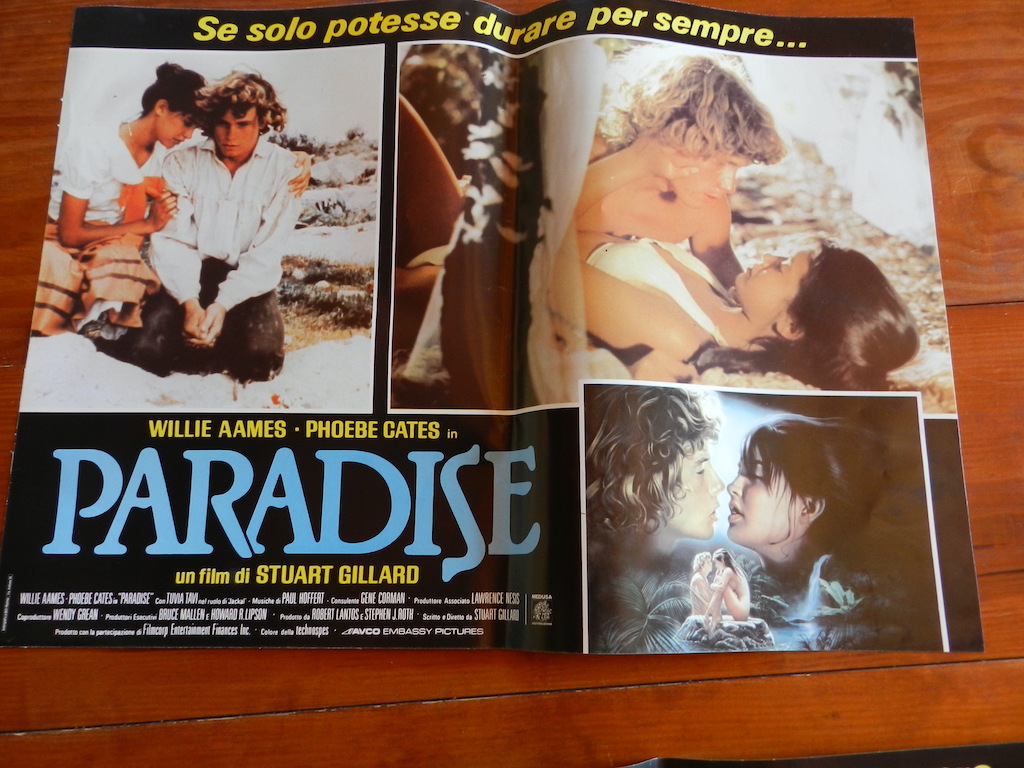 Se solo potesse durare per sempre...
WILLIE AAMES · PHOEBE CATES in
PARADISE
un film di STUART GILLARD
WILLIE AAMES · PHOEBE CATES in "PARADISE" Con TUVIA TAVI nel ruolo di 'Jackal' · Musiche di PAUL HOFFERT · Consulente GENE CORMAN · Produttore Associato LAWRENCE NESIS
Coproduttore WENDY GREAN · Produttori Esecutivi BRUCE MALLEN e HOWARD R. LIPSON · Prodotto da ROBERT LANTOS e STEPHEN J. ROTH · Scritto e Diretto da STUART GILLARD
Prodotto con la partecipazione di Filmcorp Entertainment Finances Inc. · Colore della technospes · AVCO EMBASSY PICTURES
MEDUSA